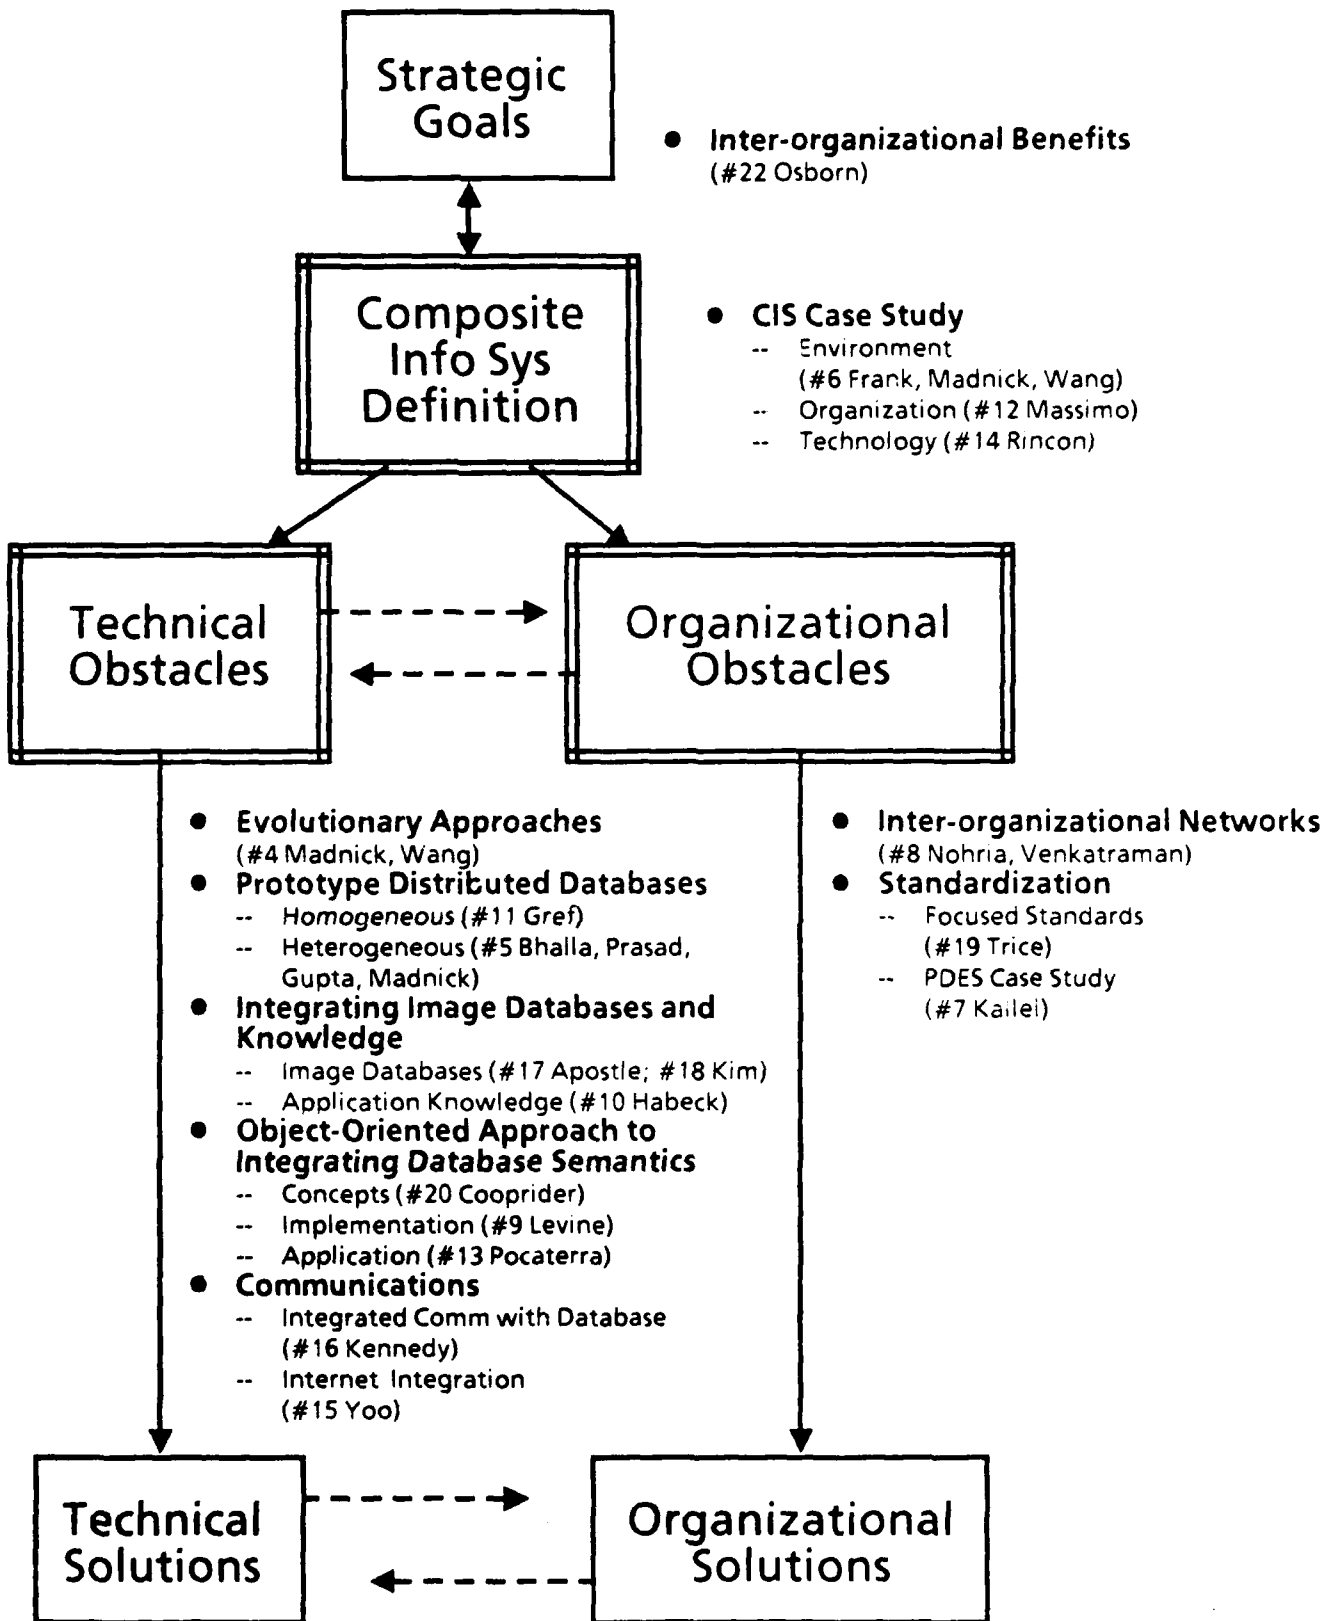 Strategic
Goals
● Inter-organizational Benefits
(#22 Osborn)
Composite
Info Sys
Definition
● CIS Case Study
-- Environment
(#6 Frank, Madnick, Wang)
-- Organization (#12 Massimo)
-- Technology (#14 Rincon)
Technical
Obstacles
Organizational
Obstacles
● Evolutionary Approaches
(#4 Madnick, Wang)
● Prototype Distributed Databases
-- Homogeneous (#11 Gref)
-- Heterogeneous (#5 Bhalla, Prasad,
Gupta, Madnick)
● Integrating Image Databases and
Knowledge
-- Image Databases (#17 Apostle; #18 Kim)
-- Application Knowledge (#10 Habeck)
● Object-Oriented Approach to
Integrating Database Semantics
-- Concepts (#20 Cooprider)
-- Implementation (#9 Levine)
-- Application (#13 Pocaterra)
● Communications
-- Integrated Comm with Database
(#16 Kennedy)
-- Internet Integration
(#15 Yoo)
● Inter-organizational Networks
(#8 Nohria, Venkatraman)
● Standardization
-- Focused Standards
(#19 Trice)
-- PDES Case Study
(#7 Kailei)
Technical
Solutions
Organizational
Solutions